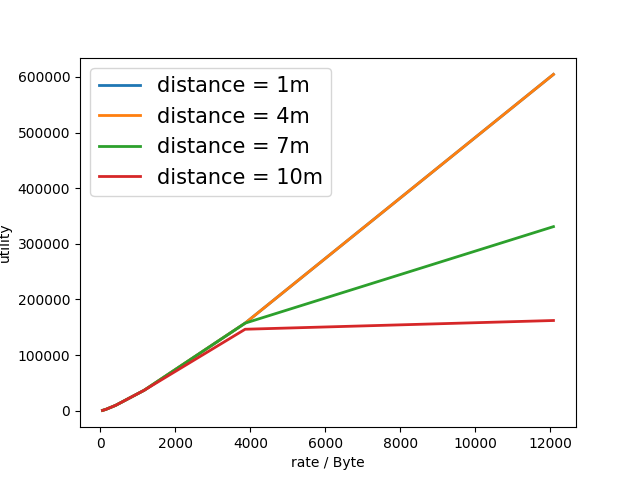 distance = 1m
distance = 4m
distance = 7m
distance = 10m
600000
500000
400000
300000
200000
100000
0
utility
0 2000 4000 6000 8000 10000 12000
rate / Byte